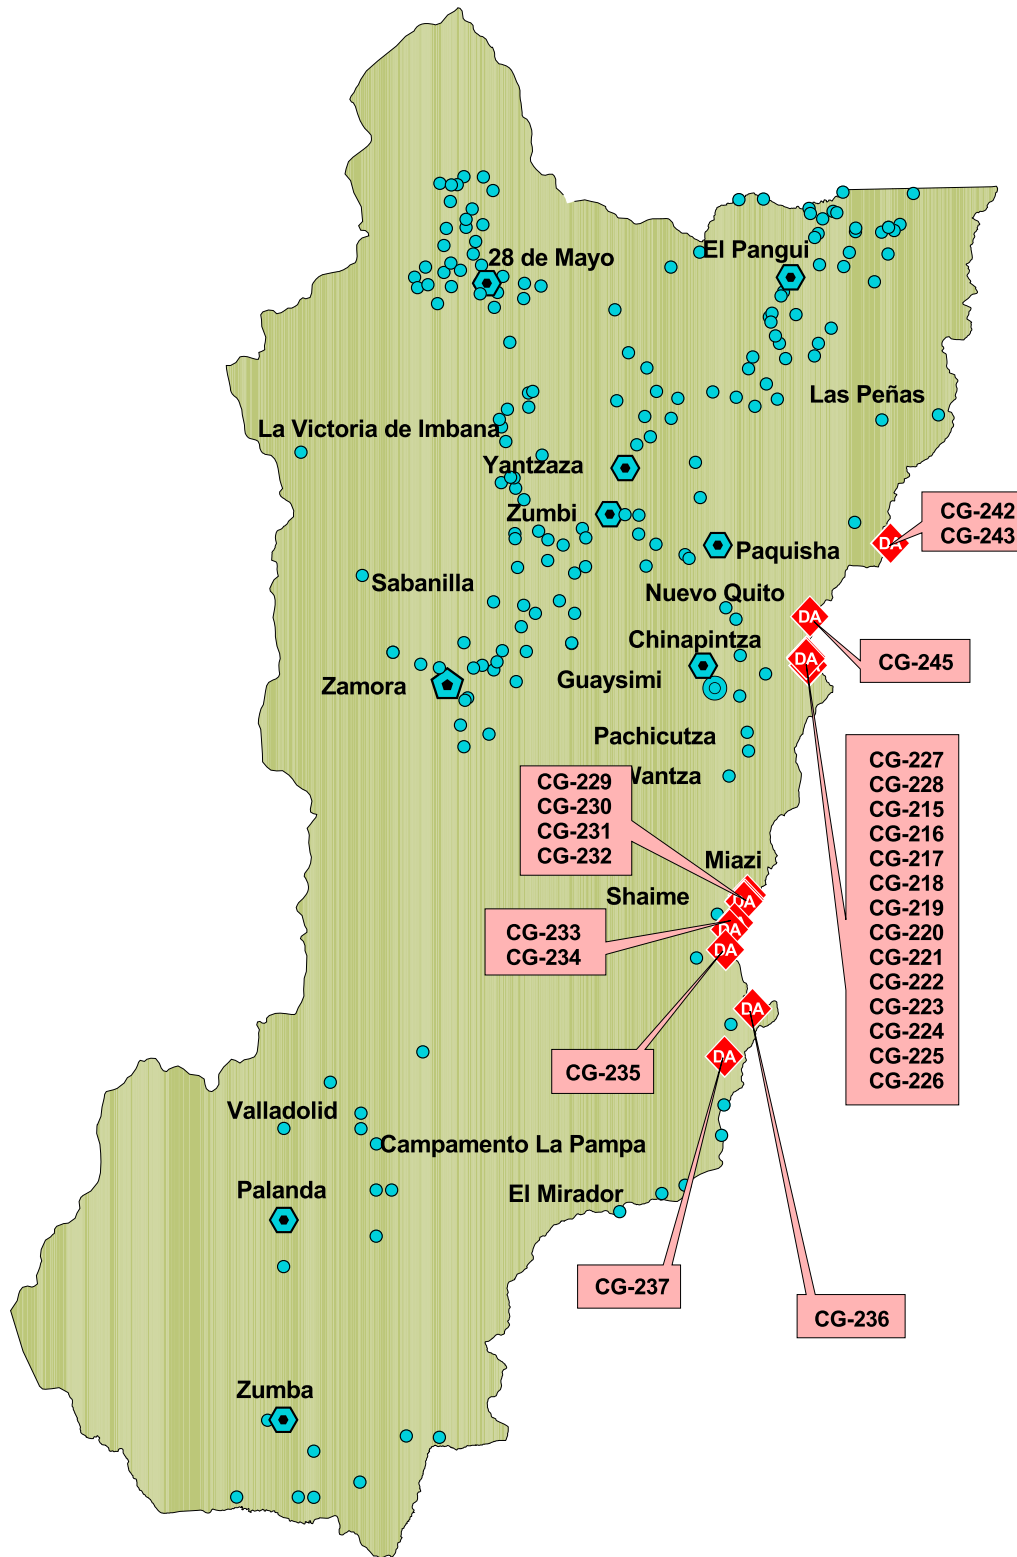 28 de Mayo
El Pangui
Las Peñas
La Victoria de Imbana
Yantzaza
Zumbi
CG-242
CG-243
DA
Paquisha
Sabanilla
Nuevo Quito
DA
Chinapintza
DA
CG-245
Guaysimi
Zamora
Pachicutza
Wantza
CG-229
CG-230
CG-231
CG-232
CG-227
CG-228
CG-215
CG-216
CG-217
CG-218
CG-219
CG-220
CG-221
CG-222
CG-223
CG-224
CG-225
CG-226
Miazi
Shaime
DA
CG-233
CG-234
DA
DA
DA
CG-235
DA
Valladolid
Campamento La Pampa
Palanda
El Mirador
CG-237
CG-236
Zumba